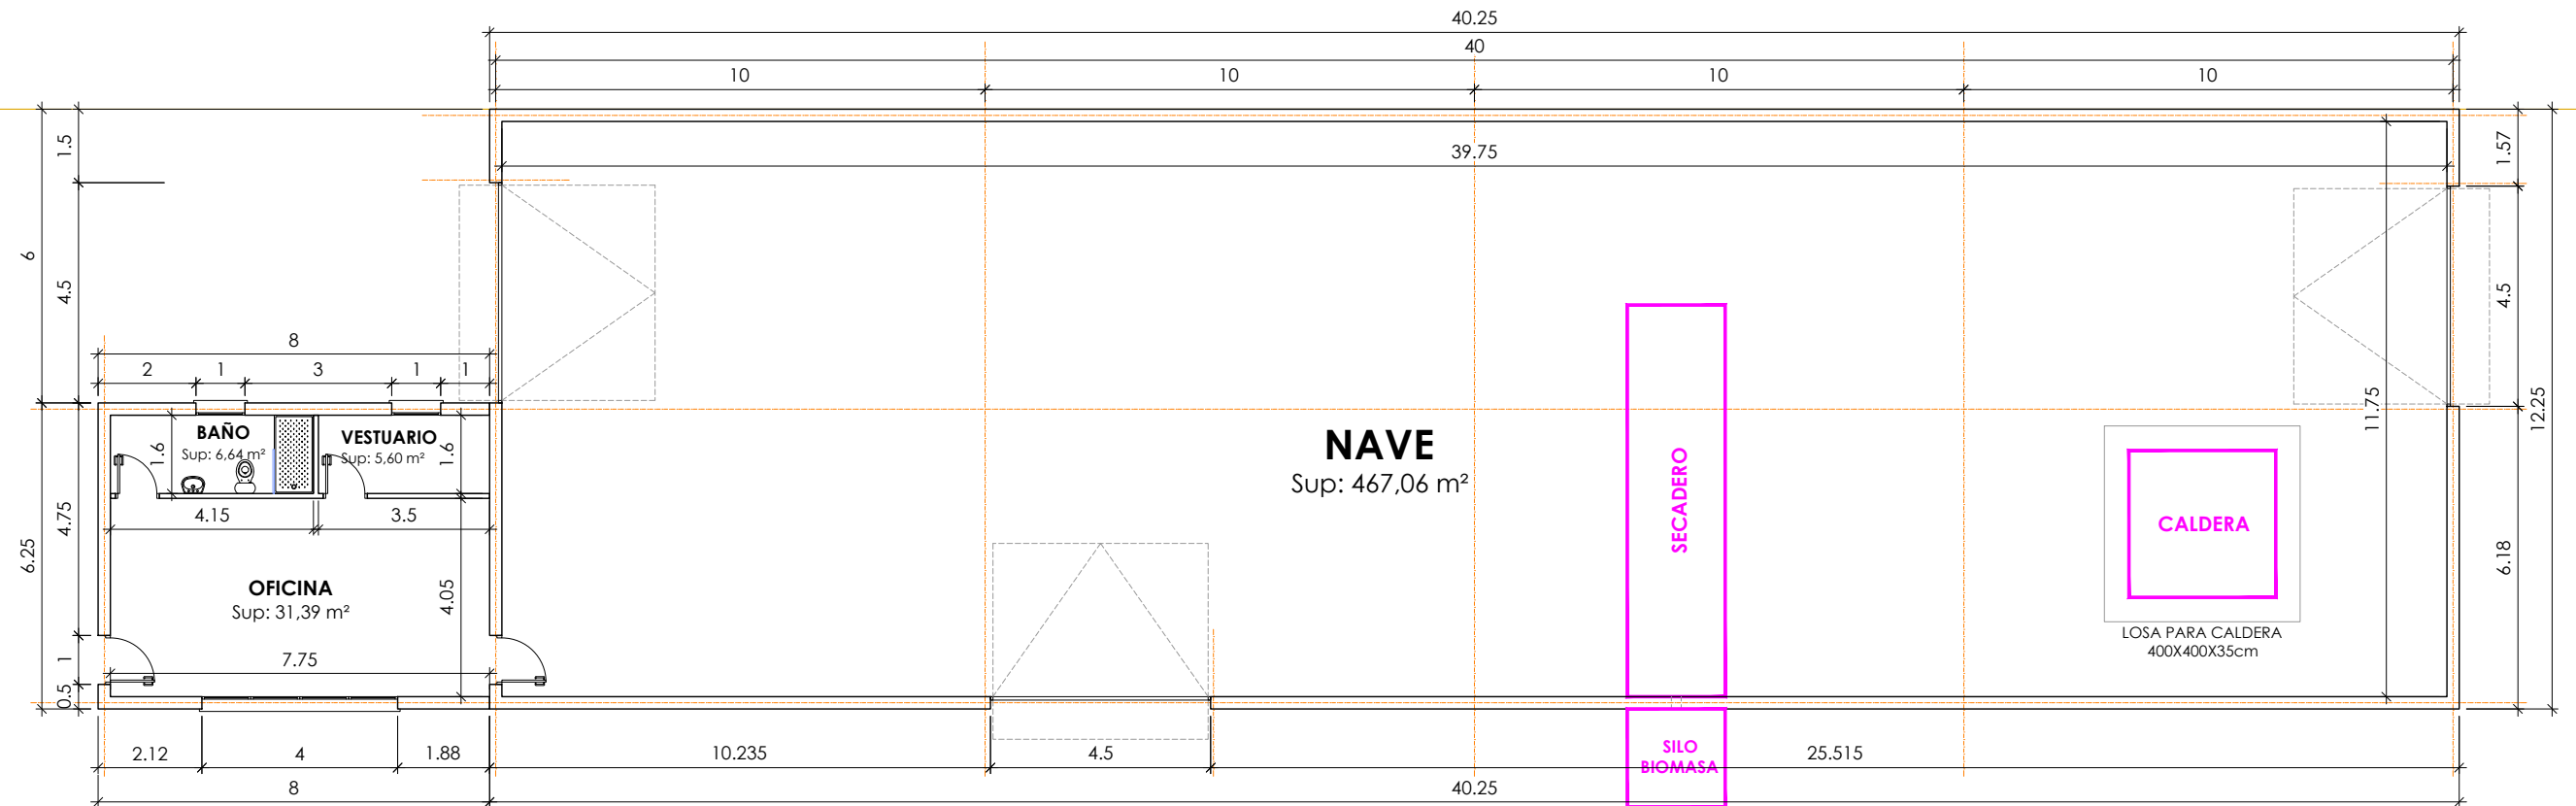 40.25
40
10
10
10
10
1.5
6
4.5
39.75
1.57
4.5
11.75
12.25
8
2
1
3
1
1
BAÑO
Sup: 6,64 m²
1.6
VESTUARIO
Sup: 5,60 m²
1.6
4.15
3.5
4.75
6.25
OFICINA
Sup: 31,39 m²
4.05
7.75
1
0.5
NAVE
Sup: 467,06 m²
SECADERO
CALDERA
LOSA PARA CALDERA
400X400X35cm
6.18
2.12
4
1.88
10.235
4.5
SILO
BIOMASA
25.515
8
40.25